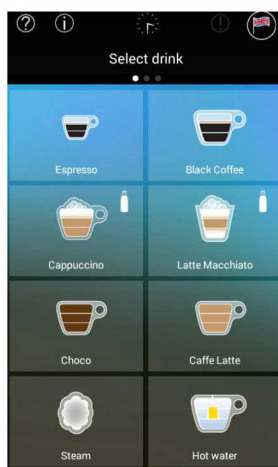 Select drink
Espresso
Black Coffee
Cappuccino
Latte Macchiato
Choco
Caffe Latte
Steam
Hot water